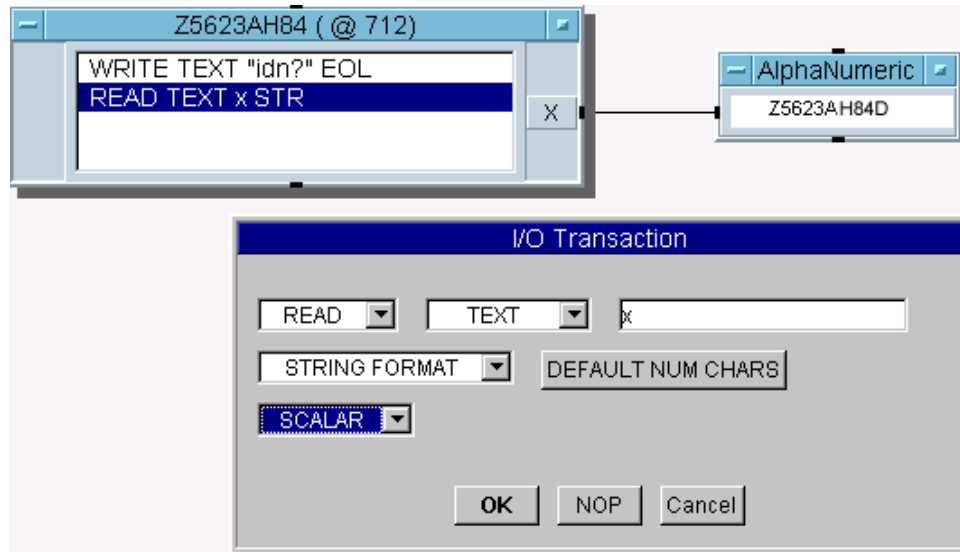 Z5623AH84 ( @ 712)
WRITE TEXT "idn?" EOL
READ TEXT x STR
X
AlphaNumeric
Z5623AH84D
I/O Transaction
READ TEXT x
STRING FORMAT DEFAULT NUM CHARS
SCALAR
OK NOP Cancel